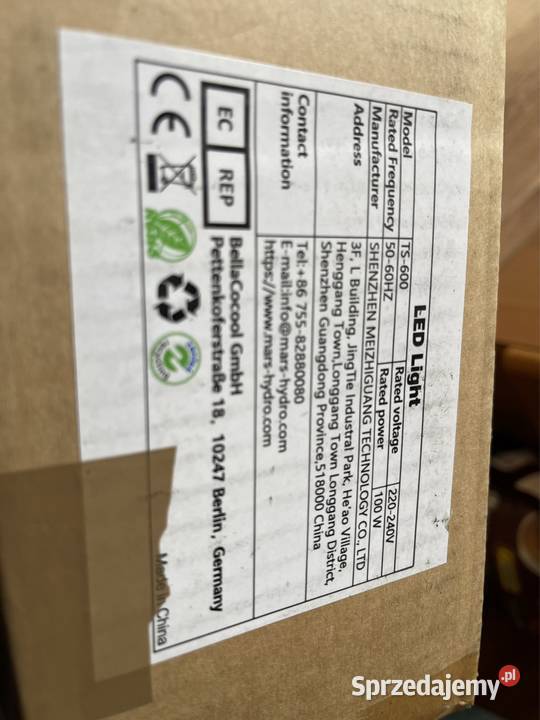 LED Light
Model TS-600 Rated voltage 220-240V
Rated Frequency 50-60HZ Rated power 100 W
Manufacturer SHENZHEN MEIZHIGUANG TECHNOLOGY CO., LTD
Address 3F, L Building, JingTie Industral Park, He'ao Village,
Henggang Town,Longgang Town Longgang District,
Shenzhen Guangdong Province,518000 China
Contact information
Tel:+86 755-82880080
E-mail:info@mars-hydro.com
https://www.mars-hydro.com
EC REP
BellaCocool GmbH
Pettenkoferstraße 18, 10247 Berlin, Germany
CE
Made in China
Sprzedajemy.pl